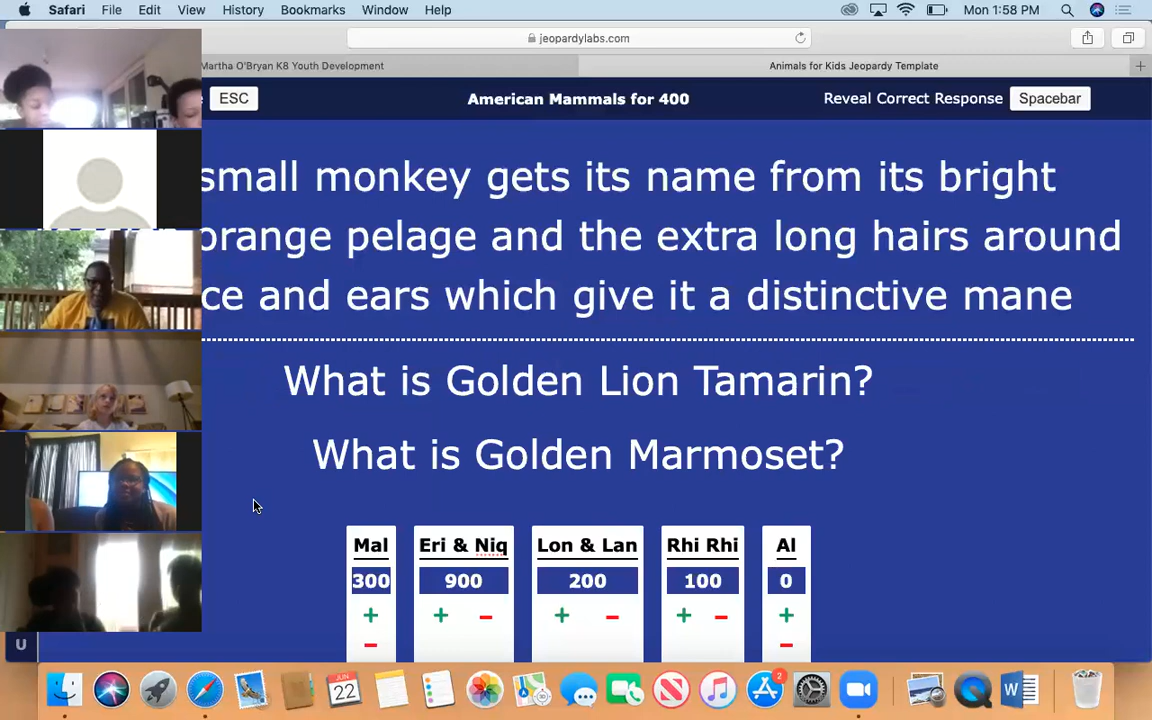 Safari File Edit View History Bookmarks Window Help Mon 1:58 PM
jeopardylabs.com
Martha O'Bryan K8 Youth Development Animals for Kids Jeopardy Template
ESC American Mammals for 400 Reveal Correct Response Spacebar
small monkey gets its name from its bright
orange pelage and the extra long hairs around
ce and ears which give it a distinctive mane
What is Golden Lion Tamarin?
What is Golden Marmoset?
Mal Eri & Niq Lon & Lan Rhi Rhi Al
300 900 200 100 0
+ + - + - + - +
- -
U
JUN 22 2